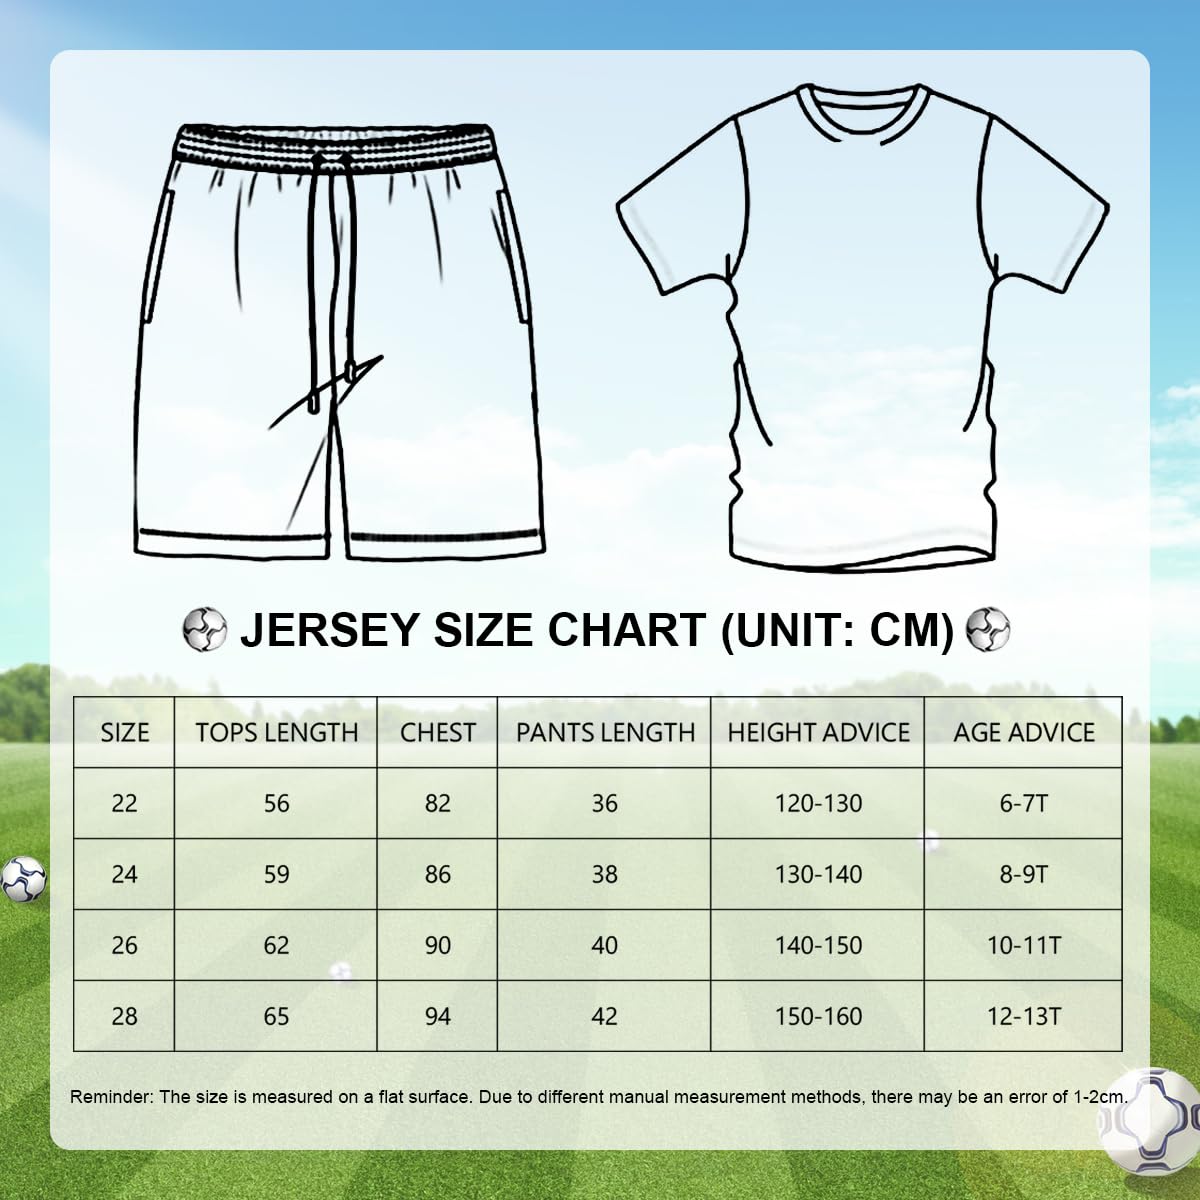 JERSEY SIZE CHART (UNIT: CM)
SIZE TOPS LENGTH CHEST PANTS LENGTH HEIGHT ADVICE AGE ADVICE
22 56 82 36 120-130 6-7T
24 59 86 38 130-140 8-9T
26 62 90 40 140-150 10-11T
28 65 94 42 150-160 12-13T
Reminder: The size is measured on a flat surface. Due to different manual measurement methods, there may be an error of 1-2cm.